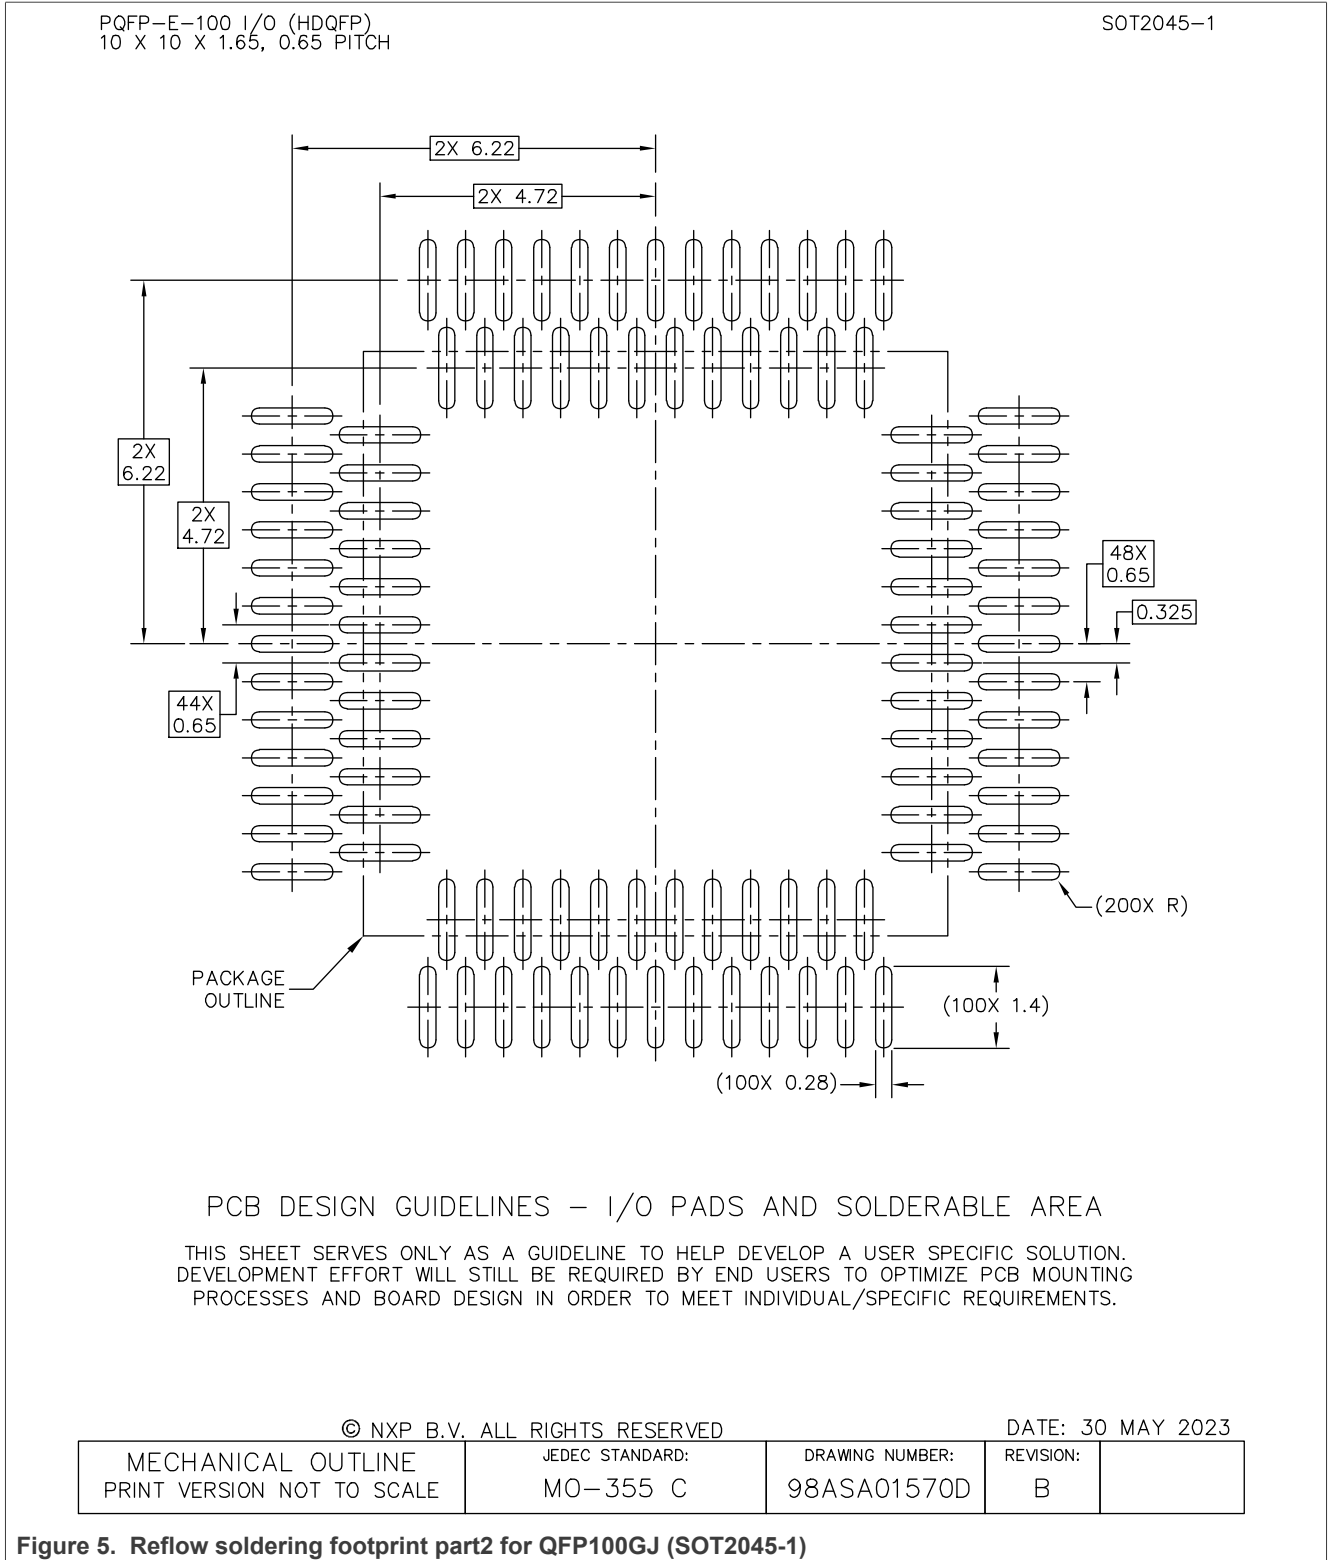 PQFP-E-100 I/O (HDQFP)
10 X 10 X 1.65, 0.65 PITCH
SOT2045-1
2X 6.22
2X 4.72
2X
6.22
2X
4.72
48X
0.65
0.325
44X
0.65
(200X R)
PACKAGE
OUTLINE
(100X 1.4)
(100X 0.28)
PCB DESIGN GUIDELINES – I/O PADS AND SOLDERABLE AREA
THIS SHEET SERVES ONLY AS A GUIDELINE TO HELP DEVELOP A USER SPECIFIC SOLUTION.
DEVELOPMENT EFFORT WILL STILL BE REQUIRED BY END USERS TO OPTIMIZE PCB MOUNTING
PROCESSES AND BOARD DESIGN IN ORDER TO MEET INDIVIDUAL/SPECIFIC REQUIREMENTS.
© NXP B.V. ALL RIGHTS RESERVED
DATE: 30 MAY 2023
MECHANICAL OUTLINE
PRINT VERSION NOT TO SCALE
JEDEC STANDARD:
MO-355 C
DRAWING NUMBER:
98ASA01570D
REVISION:
B
Figure 5. Reflow soldering footprint part2 for QFP100GJ (SOT2045-1)